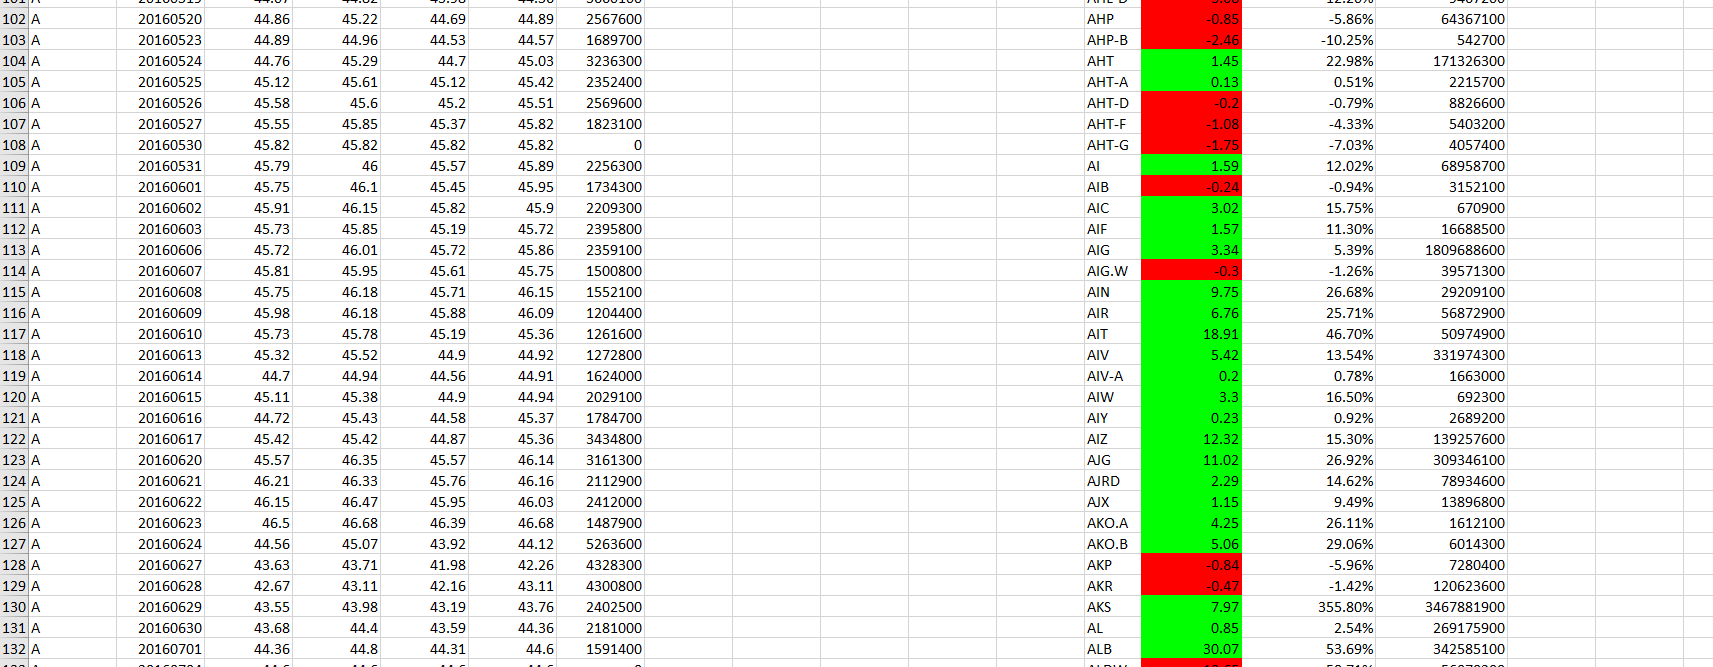 102 A 20160520 44.86 45.22 44.69 44.89 2567600 AHP -0.85 -5.86% 64367100
103 A 20160523 44.89 44.96 44.53 44.57 1689700 AHP-B -2.46 -10.25% 542700
104 A 20160524 44.76 45.29 44.7 45.03 3236300 AHT 1.45 22.98% 171326300
105 A 20160525 45.12 45.61 45.12 45.42 2352400 AHT-A 0.13 0.51% 2215700
106 A 20160526 45.58 45.6 45.2 45.51 2569600 AHT-D -0.2 -0.79% 8826600
107 A 20160527 45.55 45.85 45.37 45.82 1823100 AHT-F -1.08 -4.33% 5403200
108 A 20160530 45.82 45.82 45.82 45.82 0 AHT-G -1.75 -7.03% 4057400
109 A 20160531 45.79 46 45.57 45.89 2256300 AI 1.59 12.02% 68958700
110 A 20160601 45.75 46.1 45.45 45.95 1734300 AIB -0.24 -0.94% 3152100
111 A 20160602 45.91 46.15 45.82 45.9 2209300 AIC 3.02 15.75% 670900
112 A 20160603 45.73 45.85 45.19 45.72 2395800 AIF 1.57 11.30% 16688500
113 A 20160606 45.72 46.01 45.72 45.86 2359100 AIG 3.34 5.39% 1809688600
114 A 20160607 45.81 45.95 45.61 45.75 1500800 AIG.W -0.3 -1.26% 39571300
115 A 20160608 45.75 46.18 45.71 46.15 1552100 AIN 9.75 26.68% 29209100
116 A 20160609 45.98 46.18 45.88 46.09 1204400 AIR 6.76 25.71% 56872900
117 A 20160610 45.73 45.78 45.19 45.36 1261600 AIT 18.91 46.70% 50974900
118 A 20160613 45.32 45.52 44.9 44.92 1272800 AIV 5.42 13.54% 331974300
119 A 20160614 44.7 44.94 44.56 44.91 1624000 AIV-A 0.2 0.78% 1663000
120 A 20160615 45.11 45.38 44.9 44.94 2029100 AIW 3.3 16.50% 692300
121 A 20160616 44.72 45.43 44.58 45.37 1784700 AIY 0.23 0.92% 2689200
122 A 20160617 45.42 45.42 44.87 45.36 3434800 AIZ 12.32 15.30% 139257600
123 A 20160620 45.57 46.35 45.57 46.14 3161300 AJG 11.02 26.92% 309346100
124 A 20160621 46.21 46.33 45.76 46.16 2112900 AJRD 2.29 14.62% 78934600
125 A 20160622 46.15 46.47 45.95 46.03 2412000 AJX 1.15 9.49% 13896800
126 A 20160623 46.5 46.68 46.39 46.68 1487900 AKO.A 4.25 26.11% 1612100
127 A 20160624 44.56 45.07 43.92 44.12 5263600 AKO.B 5.06 29.06% 6014300
128 A 20160627 43.63 43.71 41.98 42.26 4328300 AKP -0.84 -5.96% 7280400
129 A 20160628 42.67 43.11 42.16 43.11 4300800 AKR -0.47 -1.42% 120623600
130 A 20160629 43.55 43.98 43.19 43.76 2402500 AKS 7.97 355.80% 3467881900
131 A 20160630 43.68 44.4 43.59 44.36 2181000 AL 0.85 2.54% 269175900
132 A 20160701 44.36 44.8 44.31 44.6 1591400 ALB 30.07 53.69% 342585100